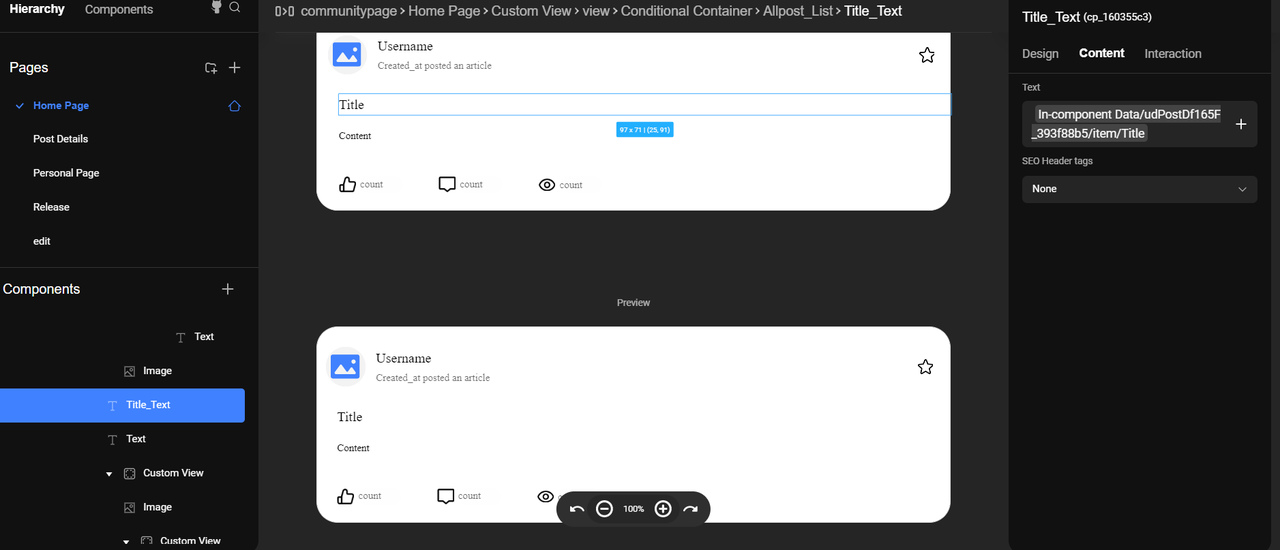 Hierarchy Components
Pages
Home Page
Post Details
Personal Page
Release
edit
Components
Text
Image
Title_Text
Text
Custom View
Image
Custom View
communitypage > Home Page > Custom View > view > Conditional Container > Allpost_List > Title_Text
Username
Created_at posted an article
Title
97 x 71 | (25, 91)
Content
count count count
Preview
Username
Created_at posted an article
Title
Content
count count
100%
Title_Text (cp_160355c3)
Design Content Interaction
Text
In-component Data/udPostDf165F
_393f88b5/item/Title
SEO Header tags
None